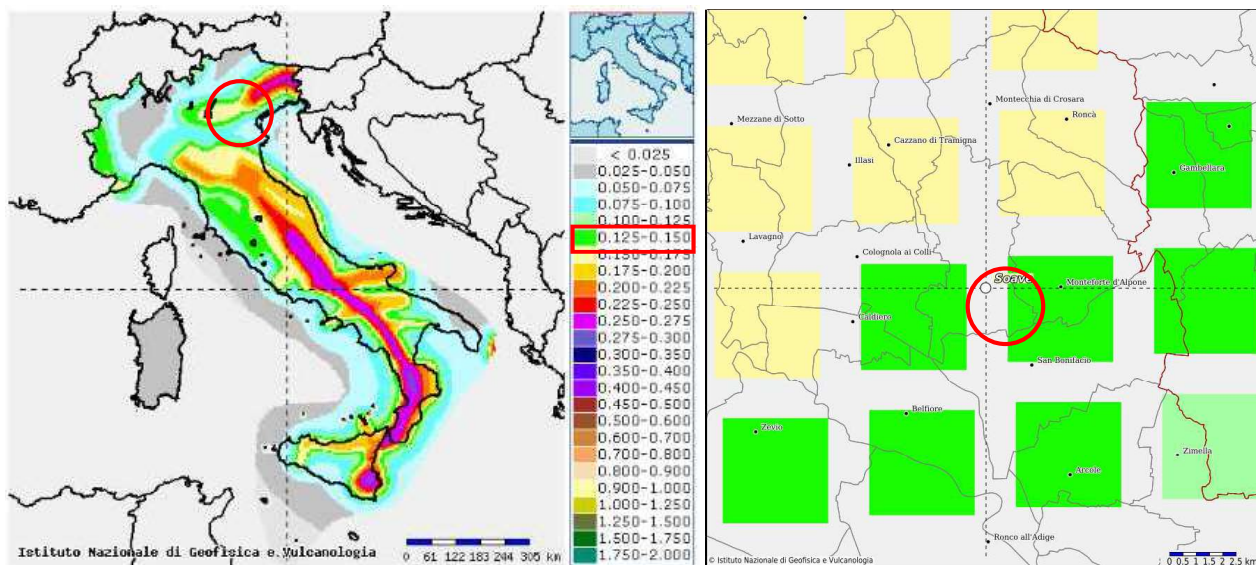 < 0.025
0.025-0.050
0.050-0.075
0.075-0.100
0.100-0.125
0.125-0.150
0.150-0.175
0.175-0.200
0.200-0.225
0.225-0.250
0.250-0.275
0.275-0.300
0.300-0.350
0.350-0.400
0.400-0.450
0.450-0.500
0.500-0.600
0.600-0.700
0.700-0.800
0.800-0.900
0.900-1.000
1.000-1.250
1.250-1.500
1.500-1.750
1.750-2.000
Istituto Nazionale di Geofisica e Vulcanologia
0 61 122 183 244 305 km
Montecchia di Crosara
Mezzane di Sotto
Roncà
Cazzano di Tramigna
Illasi
Gambellara
Lavagno
Colognola ai Colli
Soave
Monteforte d'Alpone
Caldiero
San Bonifacio
Belfiore
Zevio
Zimella
Arcole
Ronco all'Adige
© Istituto Nazionale di Geofisica e Vulcanologia
0 0.5 1 1.5 2 2.5 km